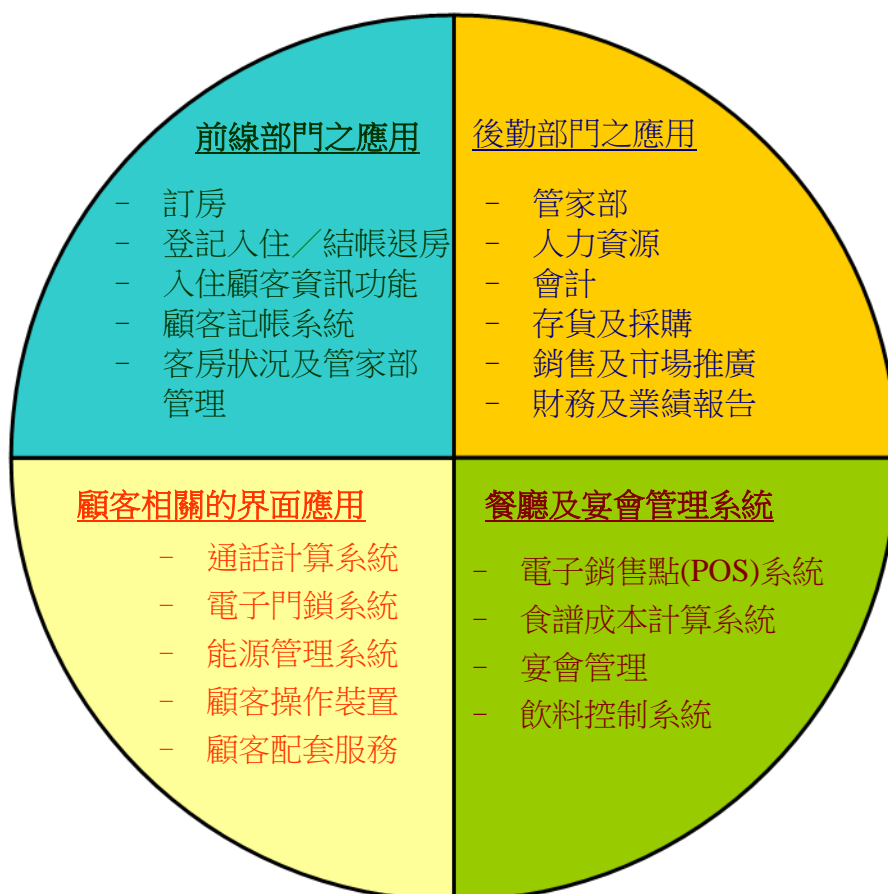 前線部門之應用
- 訂房
- 登記入住／結帳退房
- 入住顧客資訊功能
- 顧客記帳系統
- 客房狀況及管家部
管理
後勤部門之應用
- 管家部
- 人力資源
- 會計
- 存貨及採購
- 銷售及市場推廣
- 財務及業績報告
顧客相關的界面應用
- 通話計算系統
- 電子門鎖系統
- 能源管理系統
- 顧客操作裝置
- 顧客配套服務
餐廳及宴會管理系統
- 電子銷售點(POS)系統
- 食譜成本計算系統
- 宴會管理
- 飲料控制系統